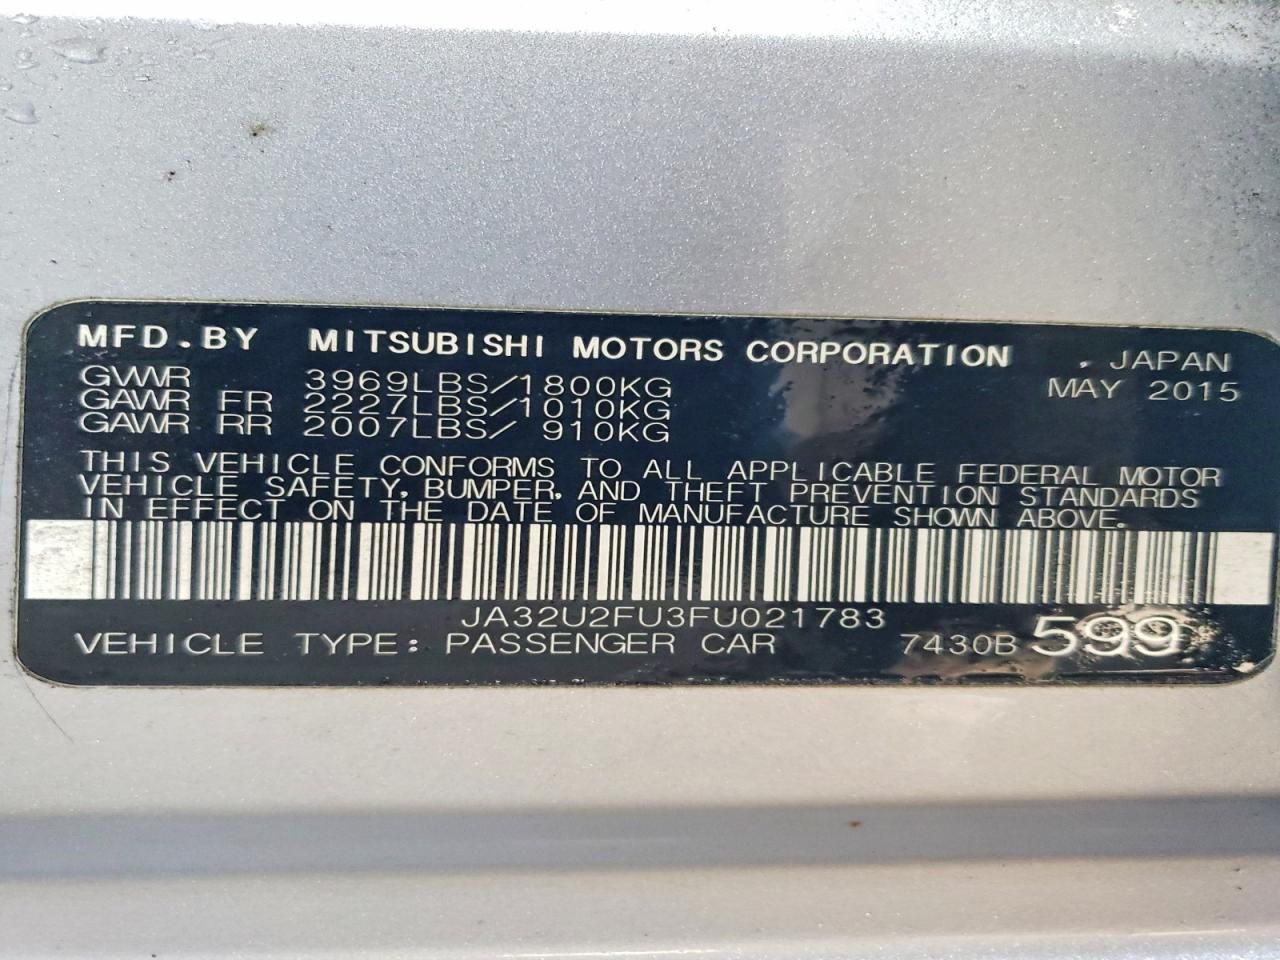 MFD.BY MITSUBISHI MOTORS CORPORATION , JAPAN
GVWR 3969LBS/1800KG MAY 2015
GAWR FR 2227LBS/1010KG
GAWR RR 2007LBS/ 910KG
THIS VEHICLE CONFORMS TO ALL APPLICABLE FEDERAL MOTOR
VEHICLE SAFETY, BUMPER, AND THEFT PREVENTION STANDARDS
IN EFFECT ON THE DATE OF MANUFACTURE SHOWN ABOVE.
JA32U2FU3FU021783
VEHICLE TYPE: PASSENGER CAR 7430B 599